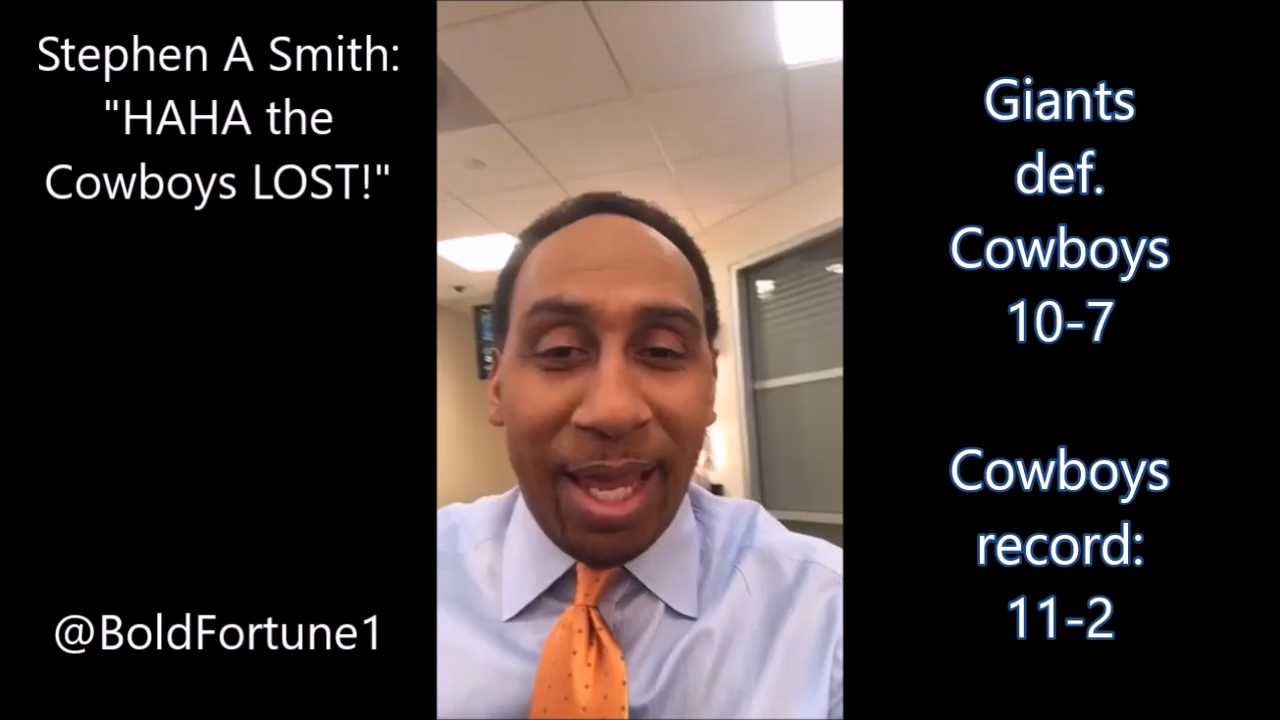 Stephen A Smith:
"HAHA the
Cowboys LOST!"
@BoldFortune1
Giants
def.
Cowboys
10-7
Cowboys
record:
11-2